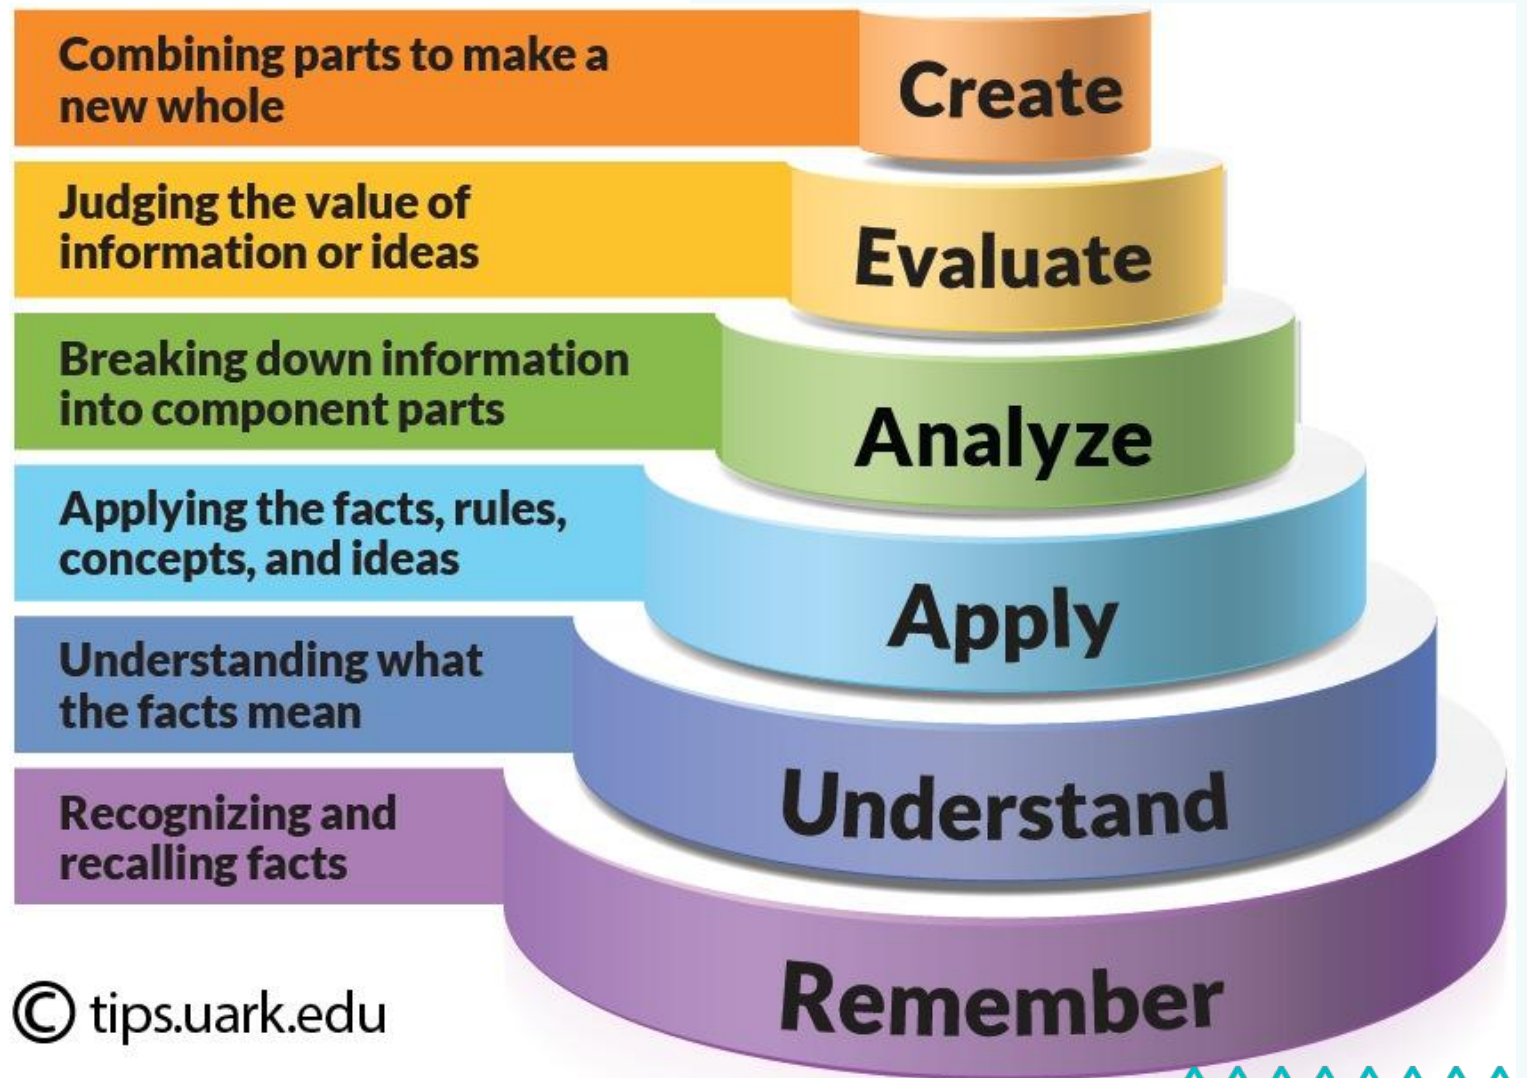 Combining parts to make a
new whole
Create
Judging the value of
information or ideas
Evaluate
Breaking down information
into component parts
Analyze
Applying the facts, rules,
concepts, and ideas
Apply
Understanding what
the facts mean
Understand
Recognizing and
recalling facts
Remember
© tips.uark.edu